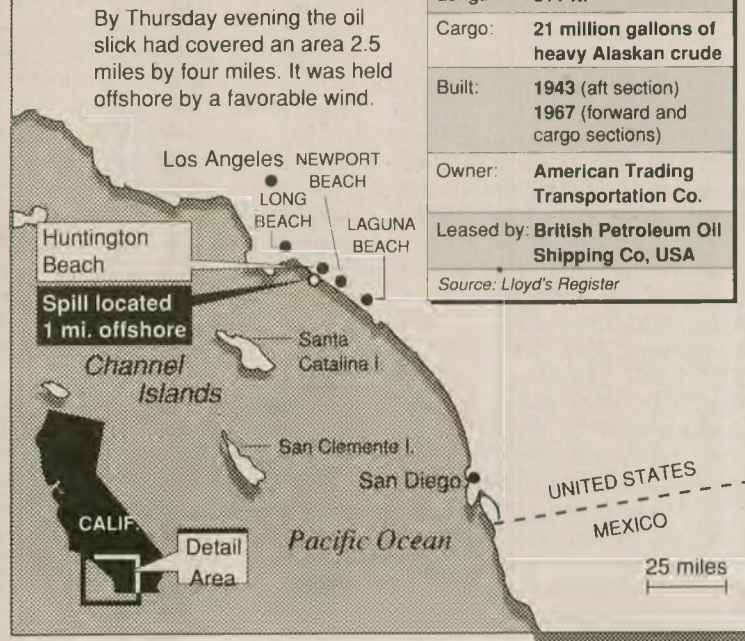 By Thursday evening the oil
slick had covered an area 2.5
miles by four miles. It was held
offshore by a favorable wind.
Cargo: 21 million gallons of
heavy Alaskan crude
Built: 1943 (aft section)
1967 (forward and
cargo sections)
Owner: American Trading
Transportation Co.
Leased by: British Petroleum Oil
Shipping Co, USA
Source: Lloyd's Register
Los Angeles
NEWPORT
BEACH
LONG
BEACH
LAGUNA
BEACH
Huntington
Beach
Spill located
1 mi. offshore
Channel
Islands
Santa
Catalina I.
San Clemente I.
San Diego
UNITED STATES
MEXICO
CALIF.
Detail
Area
Pacific Ocean
25 miles